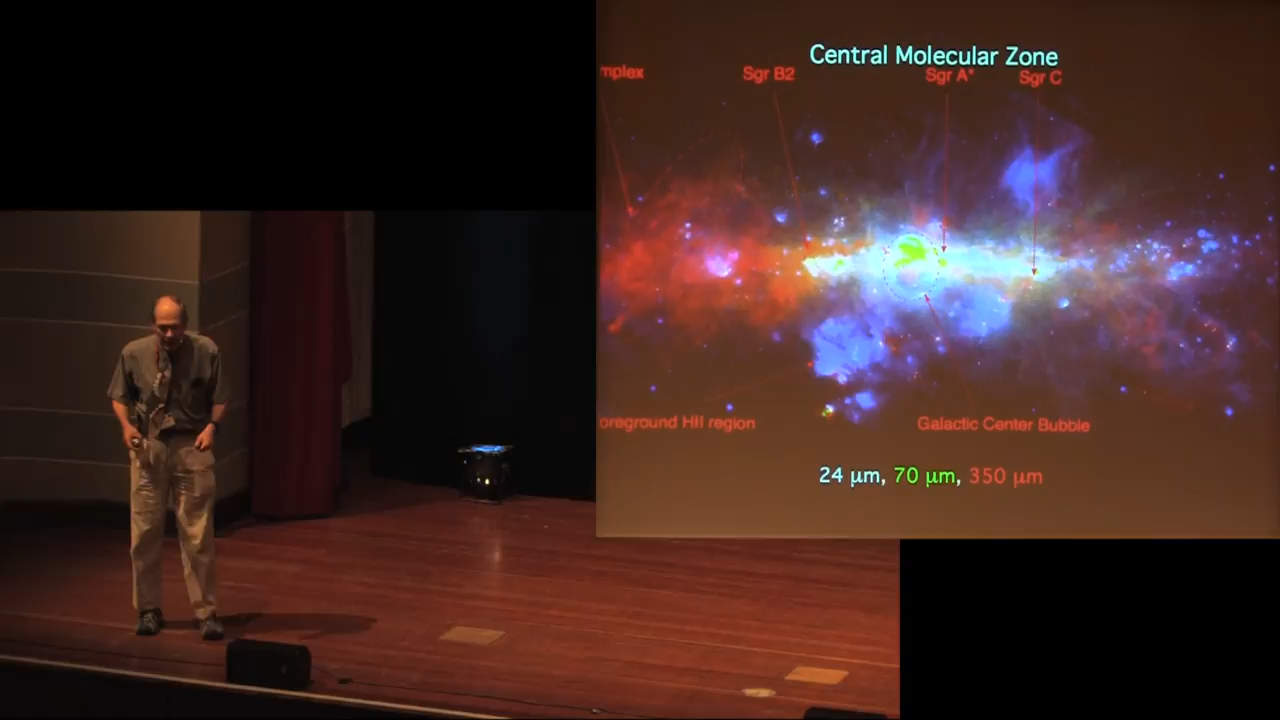 Central Molecular Zone
mplex
Sgr B2
Sgr A*
Sgr C
oreground HII region
Galactic Center Bubble
24 µm, 70 µm, 350 µm